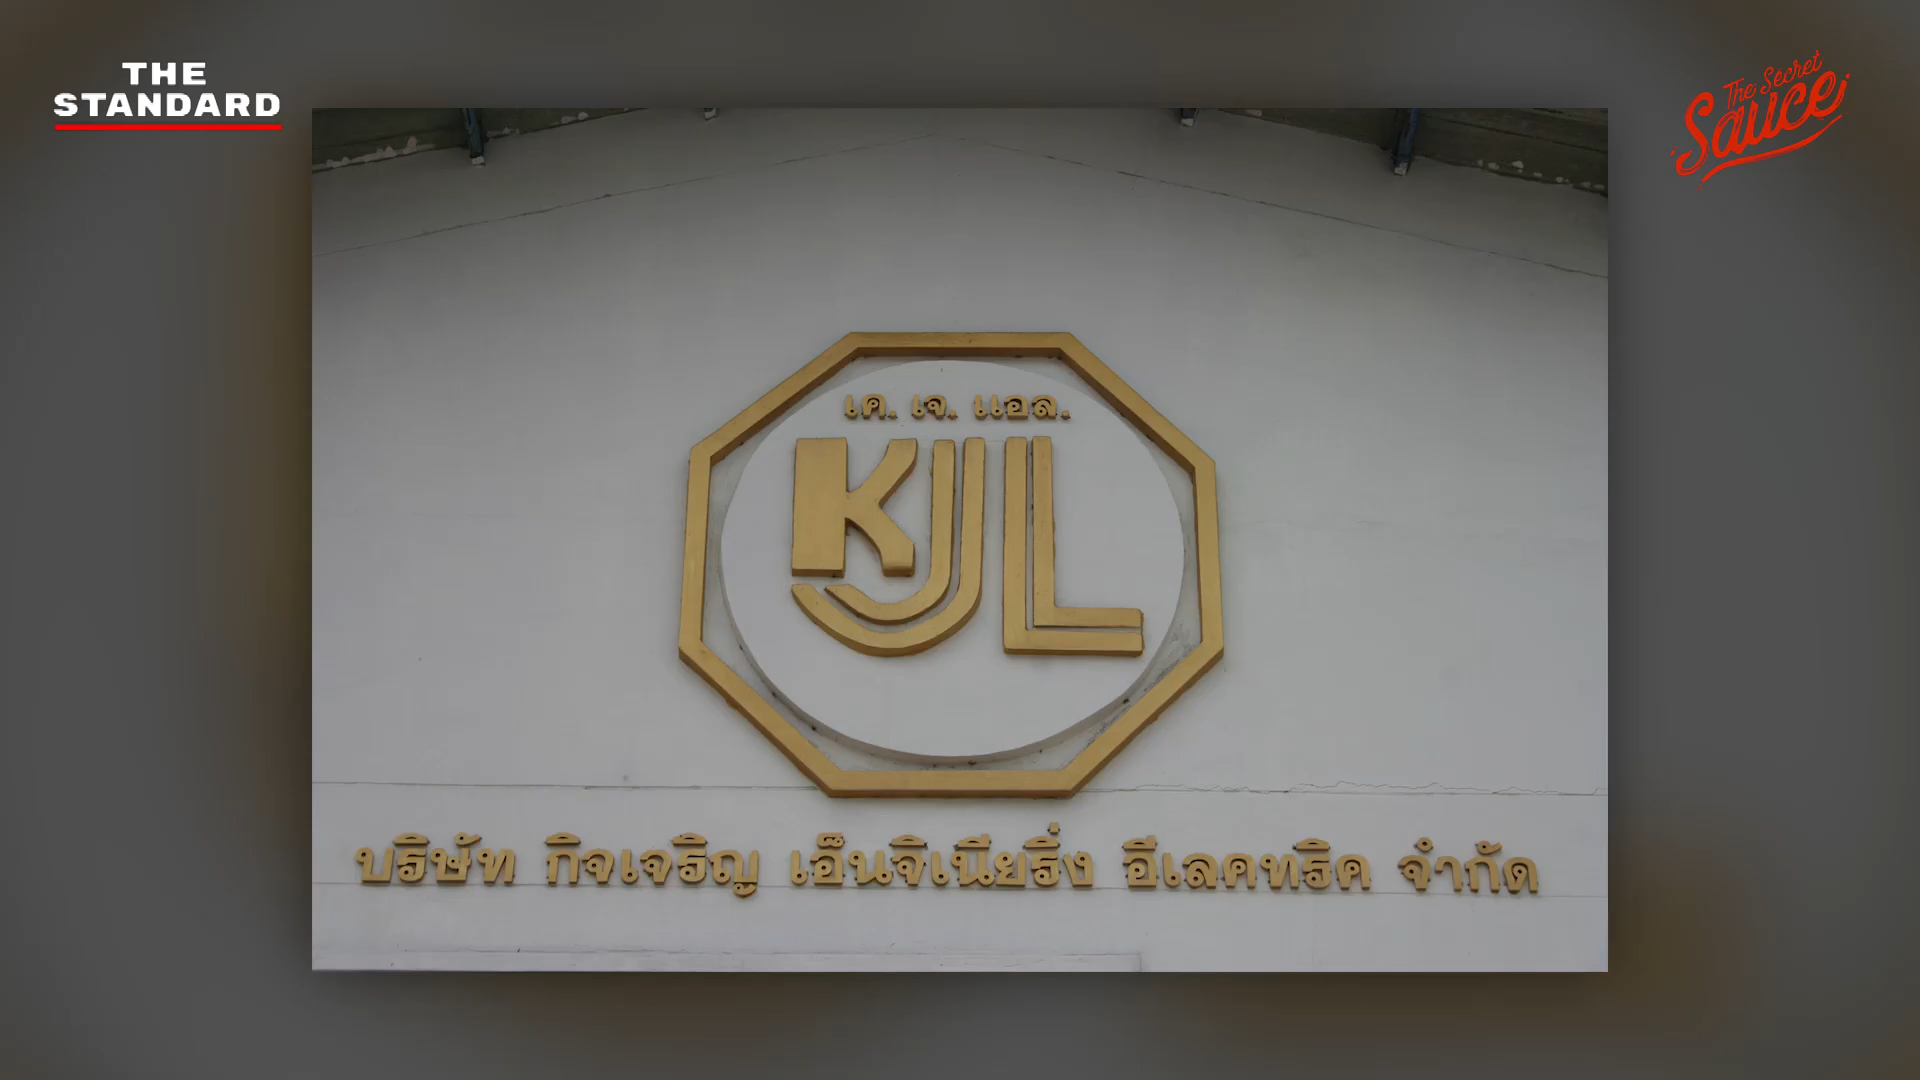 THE
STANDARD
The Secret
Sauce
เค. เจ. แอล.
KJL
บริษัท กิจเจริญ เอ็นจิเนียริ่ง อีเลคทริค จำกัด